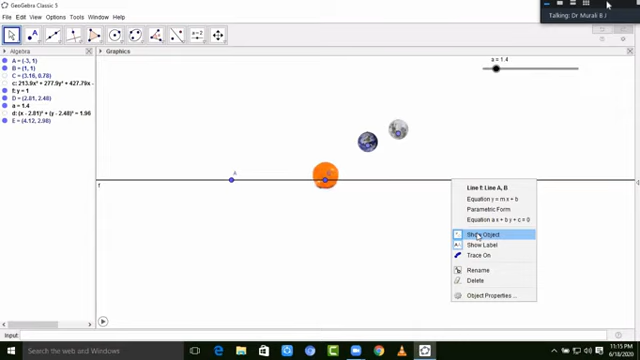 GeoGebra Classic 5
Talking: Dr Murali B J
File Edit View Options Tools Window Help
a=2
Algebra
Graphics
A = (-3, 1)
B = (1, 1)
C = (3.16, 0.78)
c: 213.9x² + 277.9y² + 427.79x
f: y = 1
D = (2.81, 2.48)
a = 1.4
d: (x - 2.81)² + (y - 2.48)² = 1.96
E = (4.12, 2.98)
a = 1.4
A
f
Line f: Line A, B
Equation y = m x + b
Parametric Form
Equation a x + b y + c = 0
Show Object
Show Label
Trace On
Rename
Delete
Object Properties ...
Input:
Search Windows
11:15 PM
6/18/2020